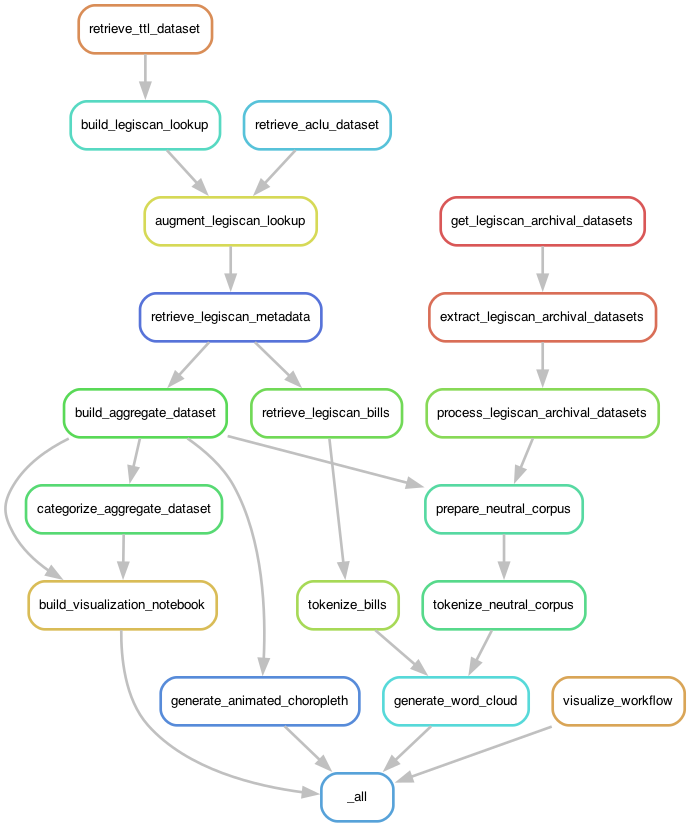 retrieve_ttl_dataset
build_legiscan_lookup
retrieve_aclu_dataset
augment_legiscan_lookup
get_legiscan_archival_datasets
retrieve_legiscan_metadata
extract_legiscan_archival_datasets
build_aggregate_dataset
retrieve_legiscan_bills
process_legiscan_archival_datasets
categorize_aggregate_dataset
prepare_neutral_corpus
build_visualization_notebook
tokenize_bills
tokenize_neutral_corpus
generate_animated_choropleth
generate_word_cloud
visualize_workflow
_all